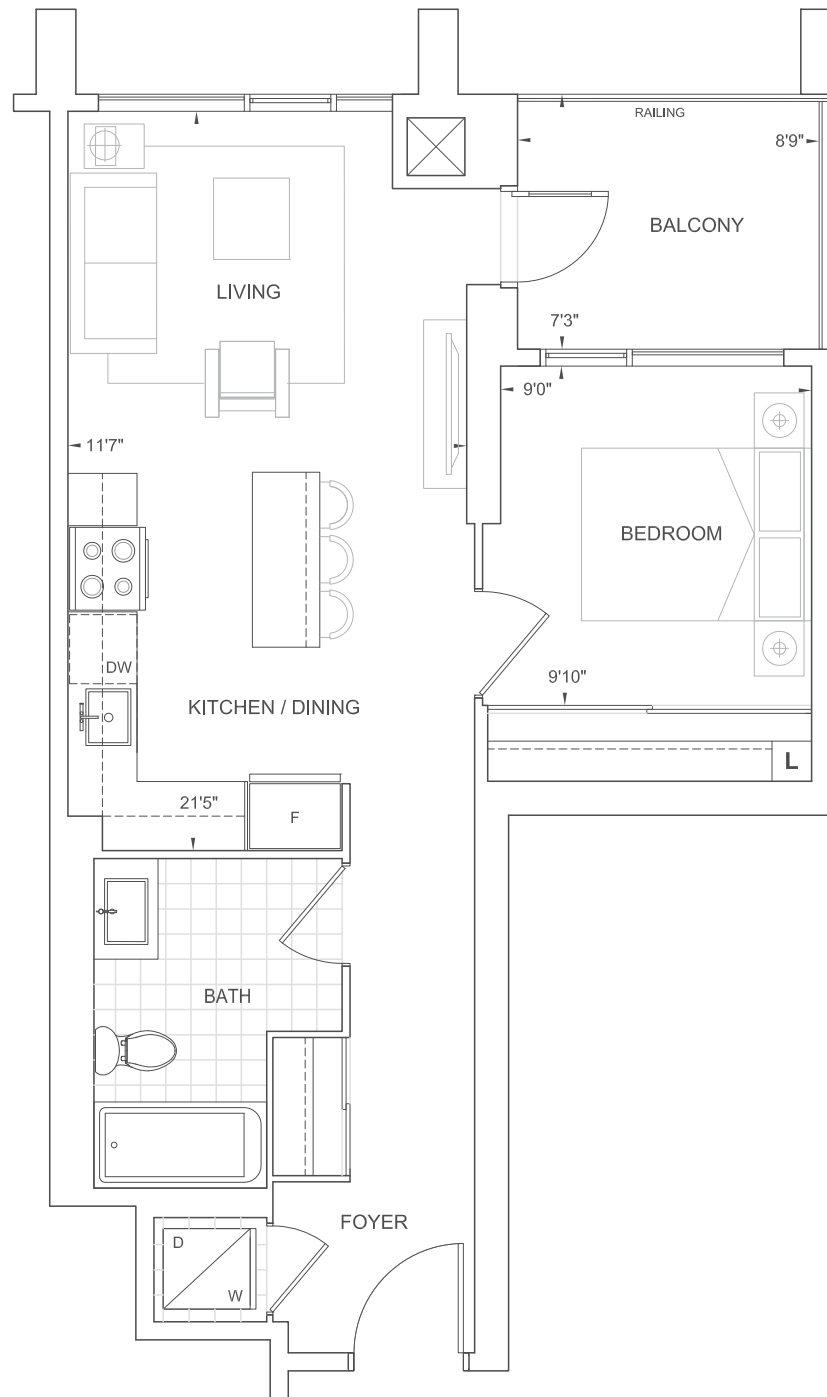 RAILING
8'9"
BALCONY
LIVING
7'3"
9'0"
11'7"
BEDROOM
DW
9'10"
KITCHEN / DINING
L
21'5"
F
BATH
FOYER
D
W